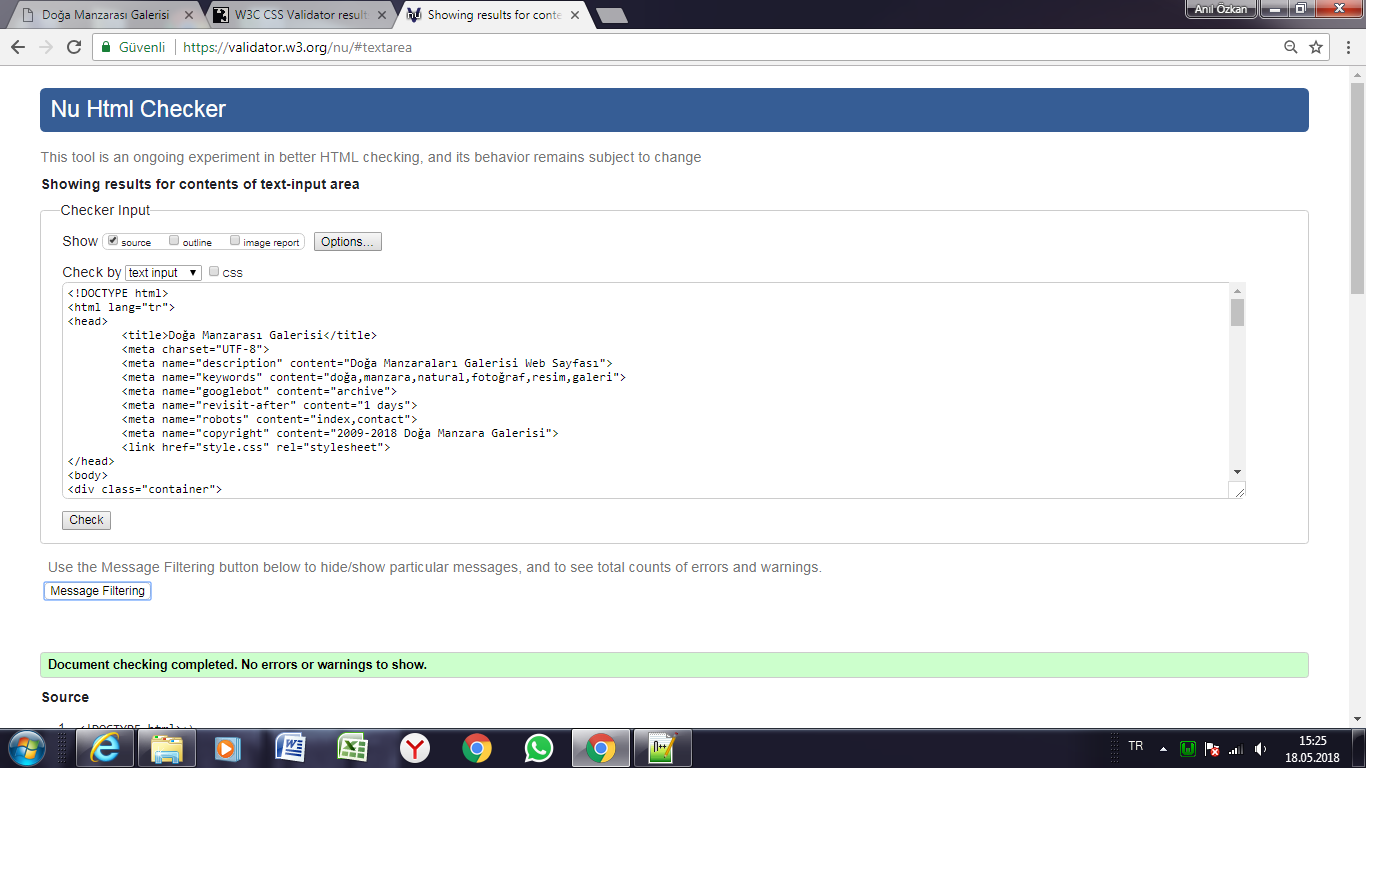 Doğa Manzarası Galerisi
W3C CSS Validator result
Showing results for conte
Anıl Özkan
Güvenli
https://validator.w3.org/nu/#textarea
Nu Html Checker
This tool is an ongoing experiment in better HTML checking, and its behavior remains subject to change
Showing results for contents of text-input area
Checker Input
Show source outline image report Options...
Check by text input css
<!DOCTYPE html>
<html lang="tr">
<head>
<title>Doğa Manzarası Galerisi</title>
<meta charset="UTF-8">
<meta name="description" content="Doğa Manzaraları Galerisi Web Sayfası">
<meta name="keywords" content="doğa,manzara,natural,fotoğraf,resim,galeri">
<meta name="googlebot" content="archive">
<meta name="revisit-after" content="1 days">
<meta name="robots" content="index,contact">
<meta name="copyright" content="2009-2018 Doğa Manzara Galerisi">
<link href="style.css" rel="stylesheet">
</head>
<body>
<div class="container">
Check
Use the Message Filtering button below to hide/show particular messages, and to see total counts of errors and warnings.
Message Filtering
Document checking completed. No errors or warnings to show.
Source
1. <!DOCTYPE html>
TR
15:25
18.05.2018